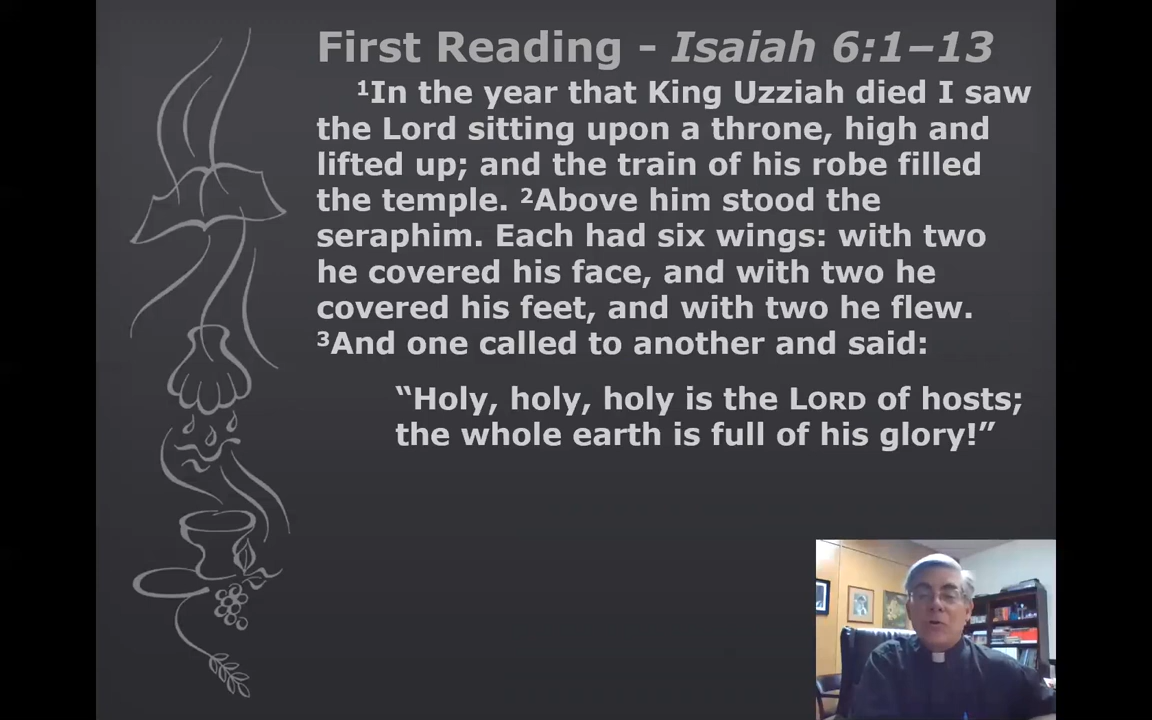 First Reading - Isaiah 6:1–13
¹In the year that King Uzziah died I saw
the Lord sitting upon a throne, high and
lifted up; and the train of his robe filled
the temple. ²Above him stood the
seraphim. Each had six wings: with two
he covered his face, and with two he
covered his feet, and with two he flew.
³And one called to another and said:
“Holy, holy, holy is the LORD of hosts;
the whole earth is full of his glory!”